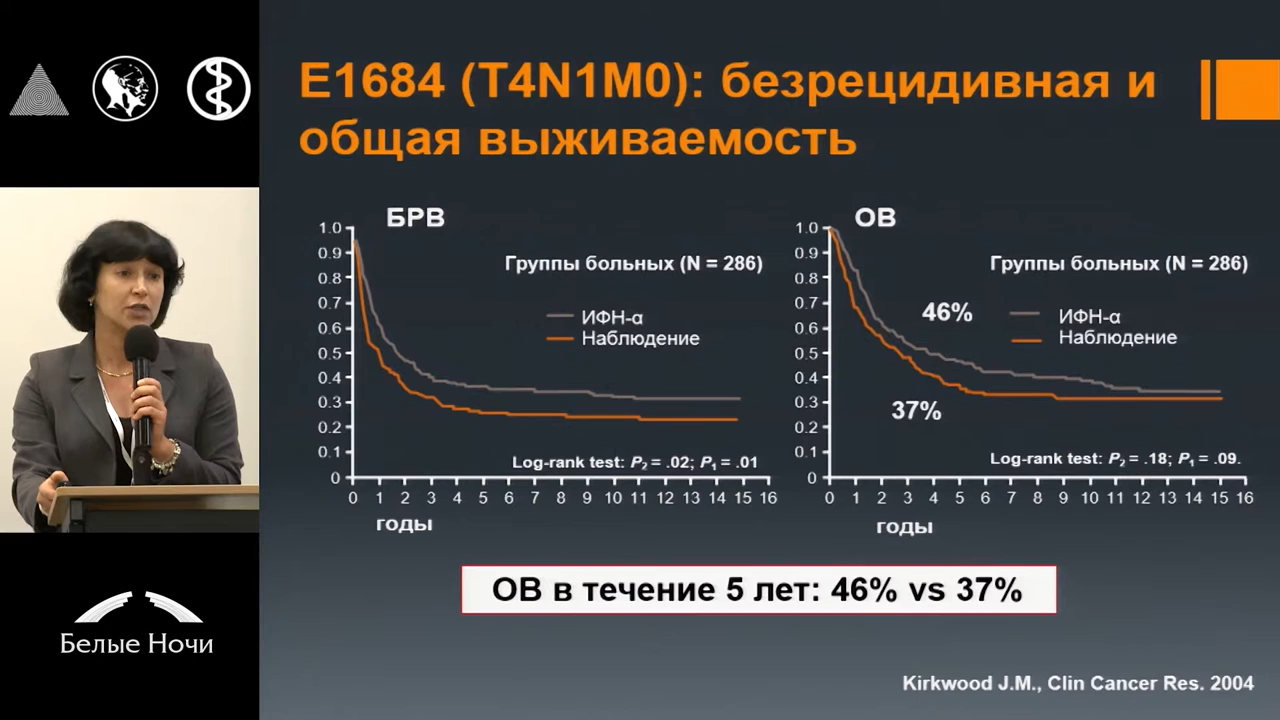 E1684 (T4N1M0): безрецидивная и
общая выживаемость
БРВ
Группы больных (N = 286)
ИФН-α
Наблюдение
1.0
0.9
0.8
0.7
0.6
0.5
0.4
0.3
0.2
0.1
0
Log-rank test: P2 = .02; P1 = .01
0 1 2 3 4 5 6 7 8 9 10 11 12 13 14 15 16
годы
ОВ
Группы больных (N = 286)
46%
ИФН-α
Наблюдение
37%
1.0
0.9
0.8
0.7
0.6
0.5
0.4
0.3
0.2
0.1
0
Log-rank test: P2 = .18; P1 = .09.
0 1 2 3 4 5 6 7 8 9 10 11 12 13 14 15 16
годы
ОВ в течение 5 лет: 46% vs 37%
Kirkwood J.M., Clin Cancer Res. 2004
Белые Ночи